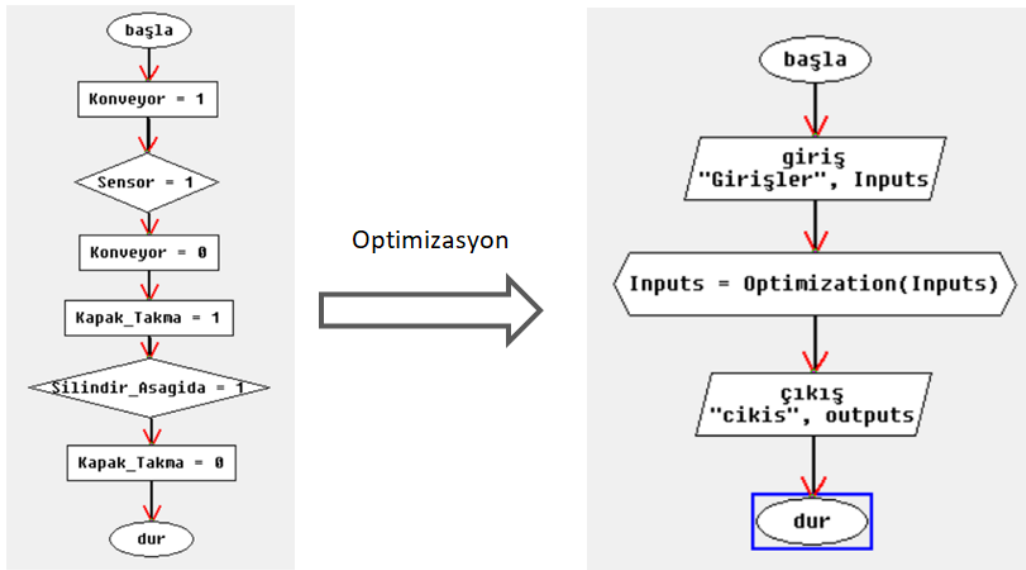 başla
Konveyor = 1
Sensor = 1
Konveyor = 0
Kapak_Takma = 1
Silindir_Asagida = 1
Kapak_Takma = 0
dur
Optimizasyon
başla
giriş
"Girişler", Inputs
Inputs = Optimization(Inputs)
çıkış
"cikis", outputs
dur